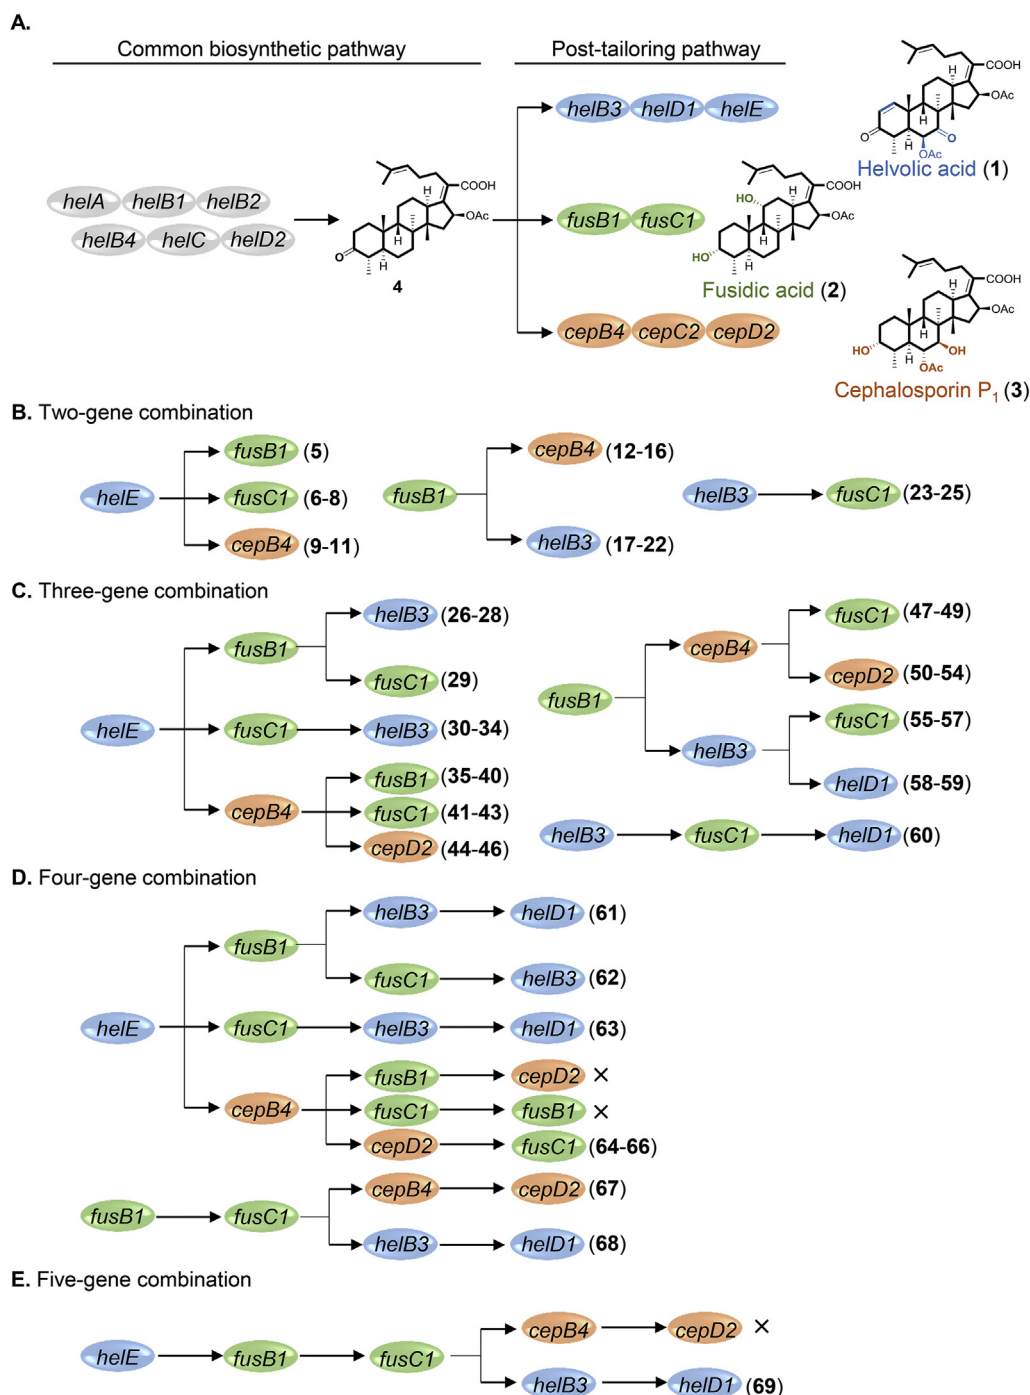 A.
Common biosynthetic pathway
Post-tailoring pathway
helA helB1 helB2
helB4 helC helD2
COOH
OAc
O
H
H
4
helB3 helD1 helE
COOH
OAc
O
O
OAc
H
H
H
Helvolic acid (1)
fusB1 fusC1
COOH
OAc
HO
HO
H
H
H
Fusidic acid (2)
cepB4 cepC2 cepD2
COOH
OAc
HO
OH
OAc
H
H
H
Cephalosporin P1 (3)
B. Two-gene combination
helE
fusB1 (5)
fusC1 (6-8)
cepB4 (9-11)
fusB1
cepB4 (12-16)
helB3 (17-22)
helB3 fusC1 (23-25)
C. Three-gene combination
helE
fusB1
helB3 (26-28)
fusC1 (29)
fusC1 helB3 (30-34)
cepB4
fusB1 (35-40)
fusC1 (41-43)
cepD2 (44-46)
fusB1
cepB4
fusC1 (47-49)
cepD2 (50-54)
helB3
fusC1 (55-57)
helD1 (58-59)
helB3 fusC1 helD1 (60)
D. Four-gene combination
helE
fusB1
helB3 helD1 (61)
fusC1 helB3 (62)
fusC1 helB3 helD1 (63)
cepB4
fusB1 cepD2 ×
fusC1 fusB1 ×
cepD2 fusC1 (64-66)
fusB1 fusC1
cepB4 cepD2 (67)
helB3 helD1 (68)
E. Five-gene combination
helE fusB1 fusC1
cepB4 cepD2 ×
helB3 helD1 (69)